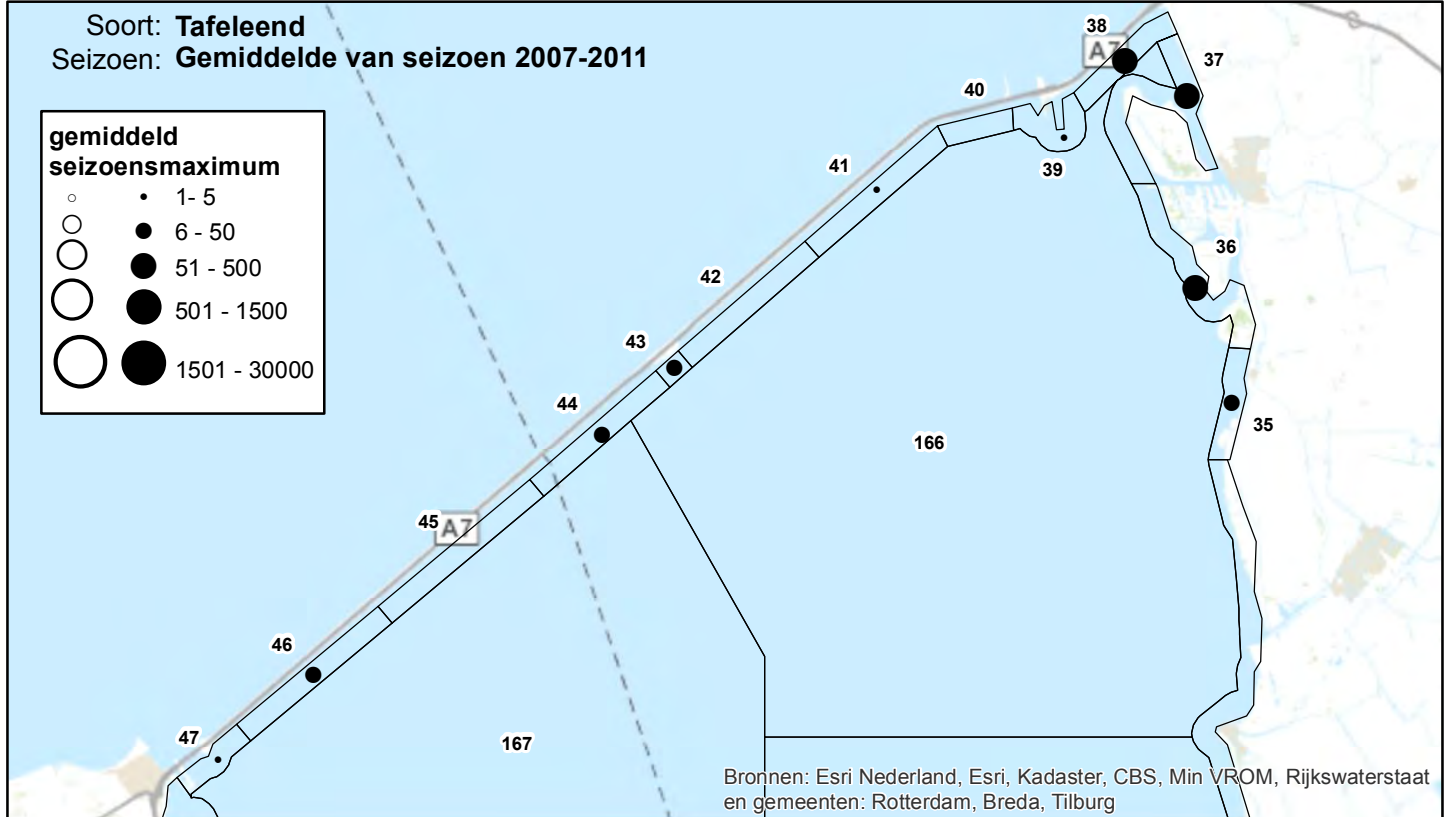 Soort: Tafeleend
Seizoen: Gemiddelde van seizoen 2007-2011
gemiddeld
seizoensmaximum
1- 5
6 - 50
51 - 500
501 - 1500
1501 - 30000
38
A7
37
40
41
39
36
42
43
44
35
166
45
A7
46
47
167
Bronnen: Esri Nederland, Esri, Kadaster, CBS, Min VROM, Rijkswaterstaat
en gemeenten: Rotterdam, Breda, Tilburg